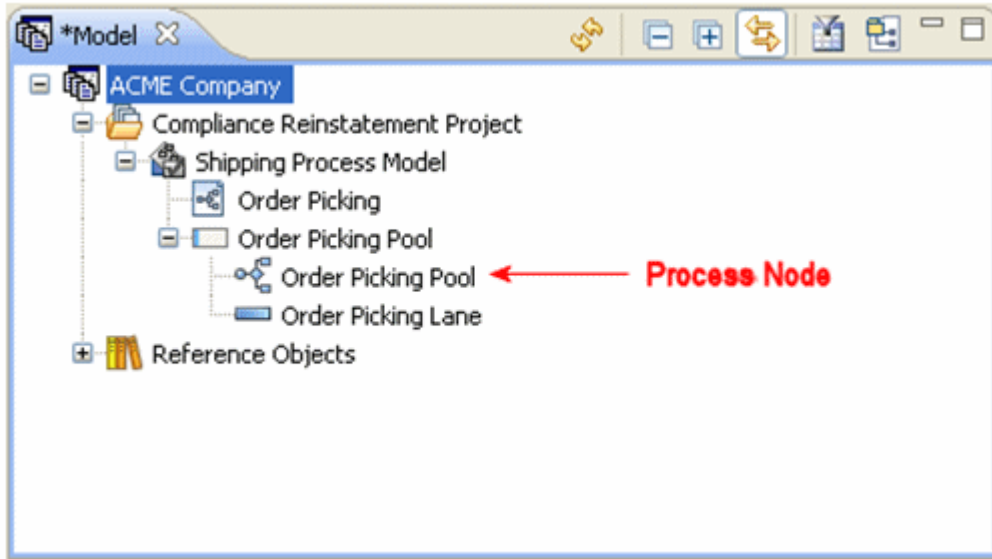 *Model
ACME Company
Compliance Reinstatement Project
Shipping Process Model
Order Picking
Order Picking Pool
Order Picking Pool
Process Node
Order Picking Lane
Reference Objects